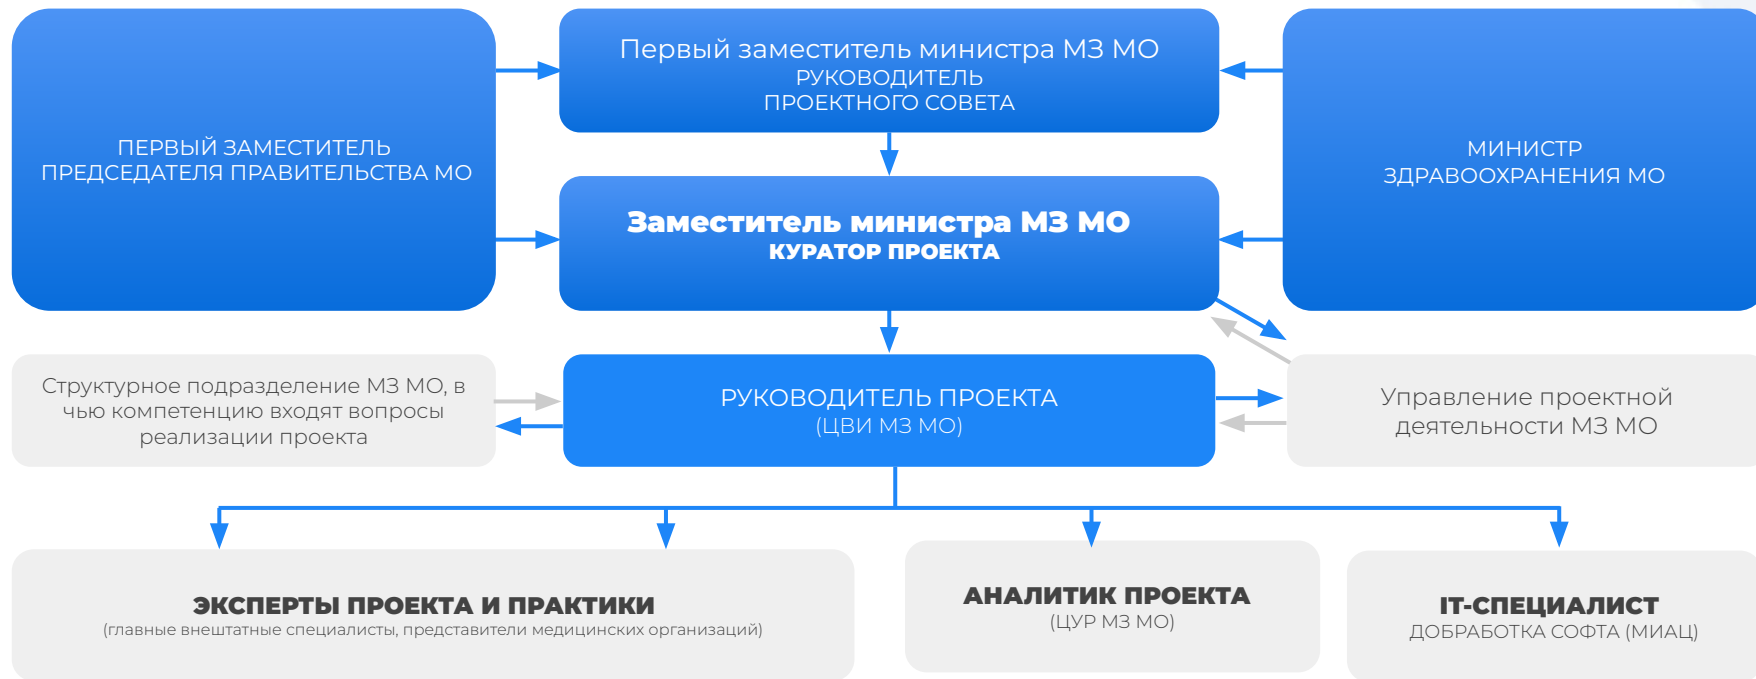 Первый заместитель министра МЗ МО
РУКОВОДИТЕЛЬ
ПРОЕКТНОГО СОВЕТА
ПЕРВЫЙ ЗАМЕСТИТЕЛЬ
ПРЕДСЕДАТЕЛЯ ПРАВИТЕЛЬСТВА МО
МИНИСТР
ЗДРАВООХРАНЕНИЯ МО
Заместитель министра МЗ МО
КУРАТОР ПРОЕКТА
Структурное подразделение МЗ МО, в
чью компетенцию входят вопросы
реализации проекта
РУКОВОДИТЕЛЬ ПРОЕКТА
(ЦВИ МЗ МО)
Управление проектной
деятельности МЗ МО
ЭКСПЕРТЫ ПРОЕКТА И ПРАКТИКИ
(главные внештатные специалисты, представители медицинских организаций)
АНАЛИТИК ПРОЕКТА
(ЦУР МЗ МО)
IT-СПЕЦИАЛИСТ
ДОБРАБОТКА СОФТА (МИАЦ)